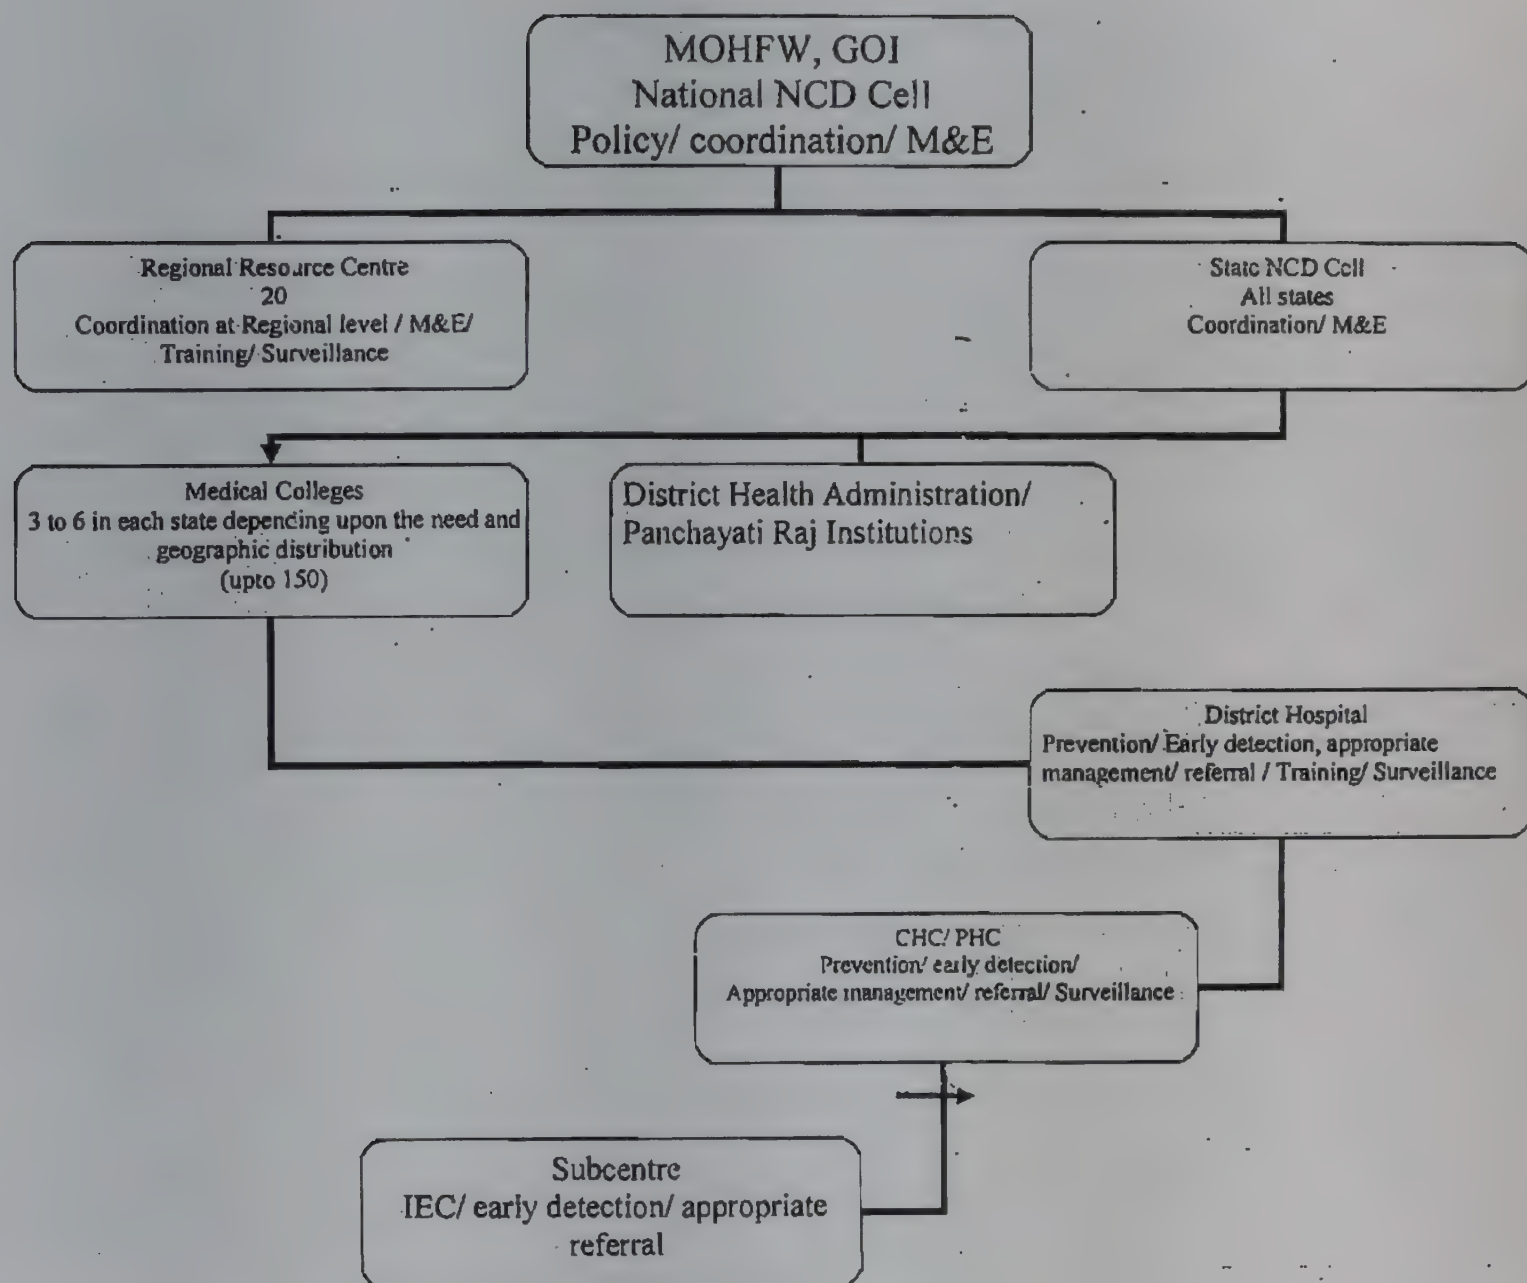 MOHFW, GOI
National NCD Cell
Policy/ coordination/ M&E
Regional Resource Centre
20
Coordination at Regional level / M&E/
Training/ Surveillance
State NCD Cell
All states
Coordination/ M&E
Medical Colleges
3 to 6 in each state depending upon the need and
geographic distribution
(upto 150)
District Health Administration/
Panchayati Raj Institutions
District Hospital
Prevention/ Early detection, appropriate
management/ referral / Training/ Surveillance
CHC/ PHC
Prevention/ early detection/
Appropriate management/ referral/ Surveillance
Subcentre
IEC/ early detection/ appropriate
referral